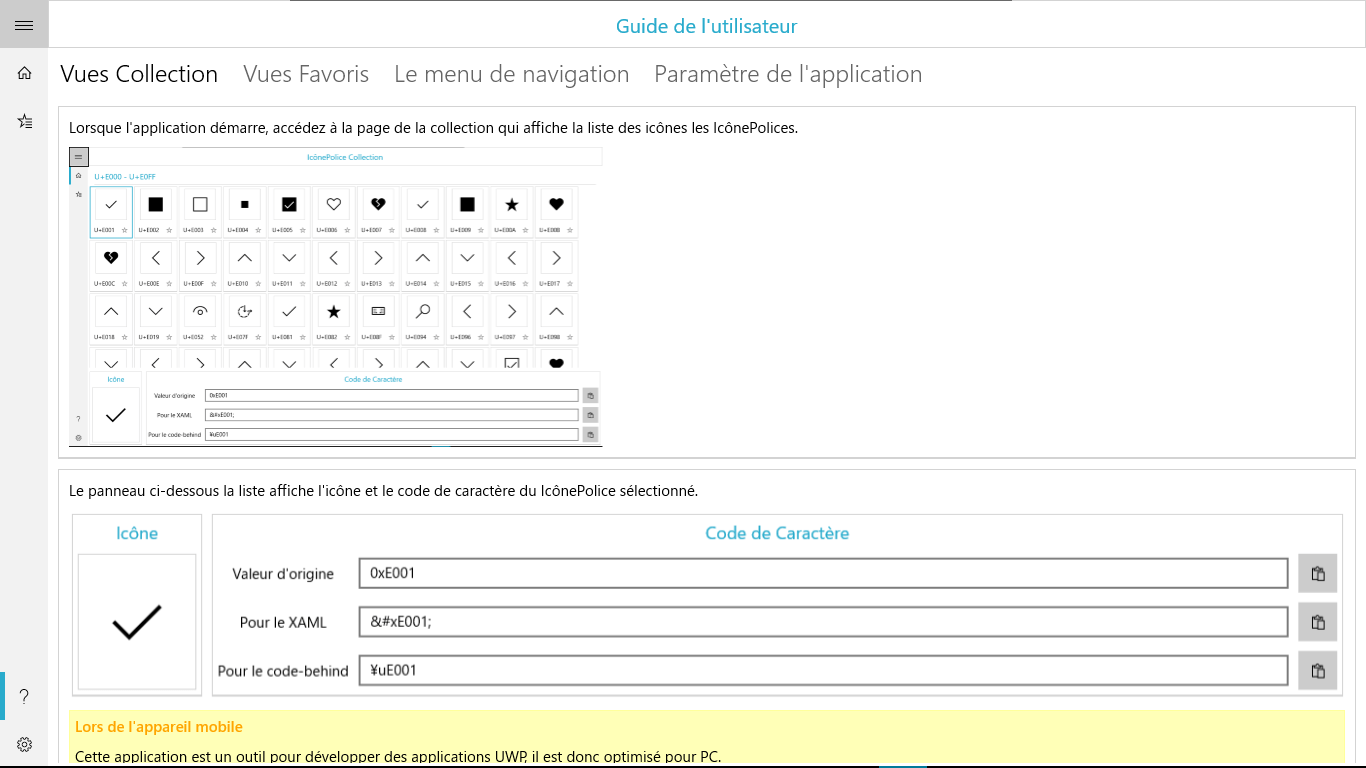 Guide de l'utilisateur
Vues Collection Vues Favoris Le menu de navigation Paramètre de l'application
Lorsque l'application démarre, accédez à la page de la collection qui affiche la liste des icônes les IcônePolices.
IcônePolice Collection
U+E000 - U+E0FF
U+E001 U+E002 U+E003 U+E004 U+E005 U+E006 U+E007 U+E008 U+E009 U+E00A U+E00B
U+E00C U+E00E U+E00F U+E010 U+E011 U+E012 U+E013 U+E014 U+E015 U+E016 U+E017
U+E018 U+E019 U+E052 U+E07F U+E081 U+E082 U+E08F U+E094 U+E096 U+E097 U+E098
Icône Code de Caractère
Valeur d'origine 0xE001
Pour le XAML &#xE001;
Pour le code-behind ¥uE001
?
Le panneau ci-dessous la liste affiche l'icône et le code de caractère du IcônePolice sélectionné.
Icône Code de Caractère
Valeur d'origine 0xE001
Pour le XAML &#xE001;
Pour le code-behind ¥uE001
?
Lors de l'appareil mobile
Cette application est un outil pour développer des applications UWP, il est donc optimisé pour PC.